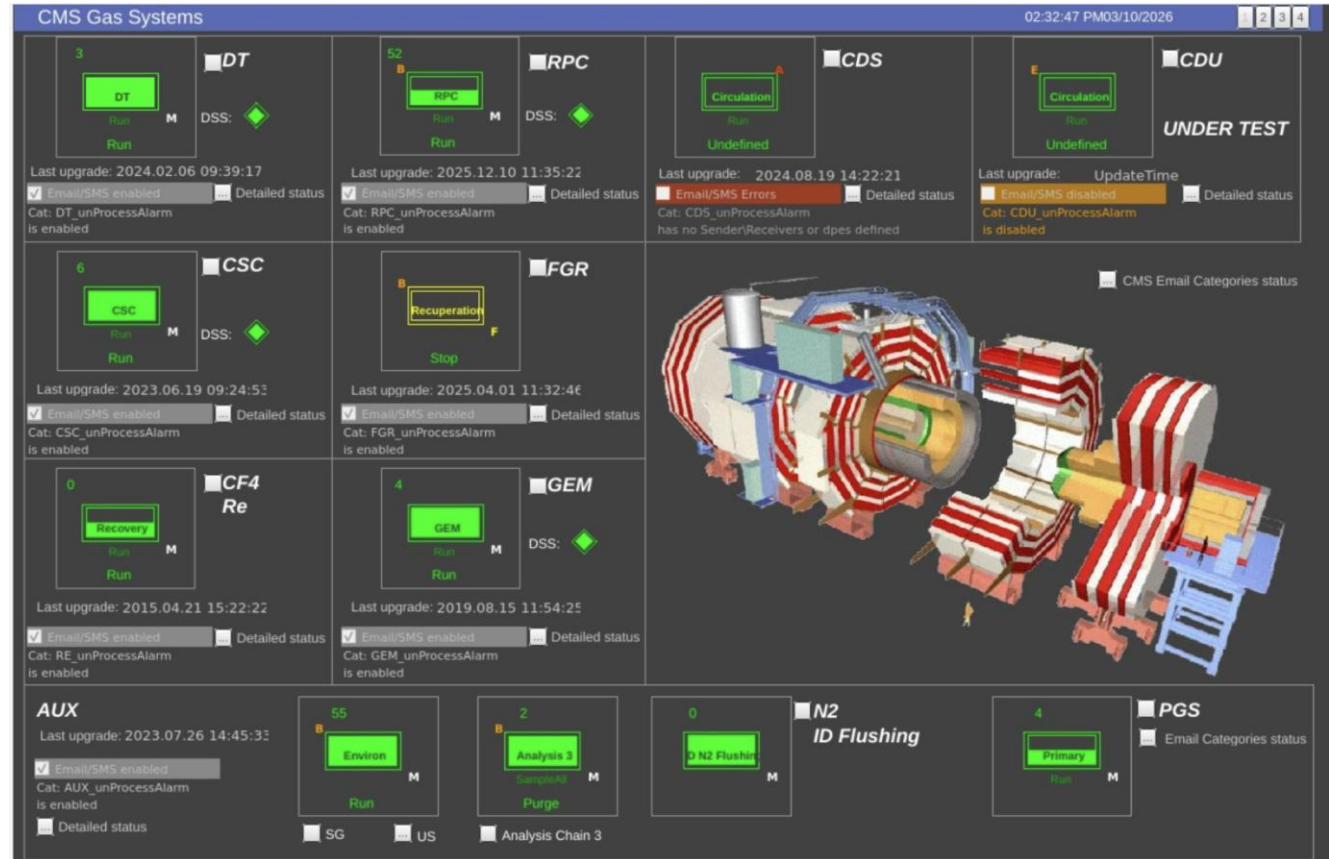 CMS Gas Systems
02:32:47 PM03/10/2026
1 2 3 4
3
DT
DT
Run
M
DSS:
Run
Last upgrade: 2024.02.06 09:39:17
Email/SMS enabled
... Detailed status
Cat: DT_unProcessAlarm
is enabled
52
B
RPC
RPC
Run
M
DSS:
Run
Last upgrade: 2025.12.10 11:35:22
Email/SMS enabled
... Detailed status
Cat: RPC_unProcessAlarm
is enabled
A
CDS
Circulation
Run
Undefined
Last upgrade: 2024.08.19 14:22:21
Email/SMS Errors
... Detailed status
Cat: CDS_unProcessAlarm
has no Sender\Receivers or dpes defined
E
CDU
Circulation
Run
UNDER TEST
Undefined
Last upgrade: UpdateTime
Email/SMS disabled
... Detailed status
Cat: CDU_unProcessAlarm
is disabled
6
CSC
CSC
Run
M
DSS:
Run
Last upgrade: 2023.06.19 09:24:53
Email/SMS enabled
... Detailed status
Cat: CSC_unProcessAlarm
is enabled
B
FGR
Recuperation
F
Stop
Last upgrade: 2025.04.01 11:32:46
Email/SMS enabled
... Detailed status
Cat: FGR_unProcessAlarm
is enabled
... CMS Email Categories status
0
CF4
Re
Recovery
Run
M
Run
Last upgrade: 2015.04.21 15:22:22
Email/SMS enabled
... Detailed status
Cat: RE_unProcessAlarm
is enabled
4
GEM
GEM
Run
M
DSS:
Run
Last upgrade: 2019.08.15 11:54:25
Email/SMS enabled
... Detailed status
Cat: GEM_unProcessAlarm
is enabled
AUX
Last upgrade: 2023.07.26 14:45:33
Email/SMS enabled
Cat: AUX_unProcessAlarm
is enabled
... Detailed status
55
B
Environ
M
Run
SG
... US
2
B
Analysis 3
SampleAll
M
Purge
Analysis Chain 3
0
N2
ID Flushing
D N2 Flushin
M
4
PGS
... Email Categories status
Primary
Run
M